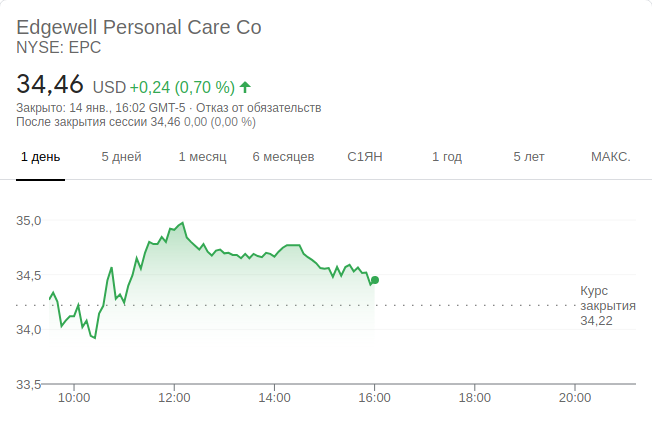 Edgewell Personal Care Co
NYSE: EPC
34,46 USD +0,24 (0,70 %)
Закрыто: 14 янв., 16:02 GMT-5 · Отказ от обязательств
После закрытия сессии 34,46 0,00 (0,00 %)
1 день 5 дней 1 месяц 6 месяцев С1ЯН 1 год 5 лет МАКС.
35,0
34,5
Курс
закрытия
34,22
34,0
33,5
10:00 12:00 14:00 16:00 18:00 20:00